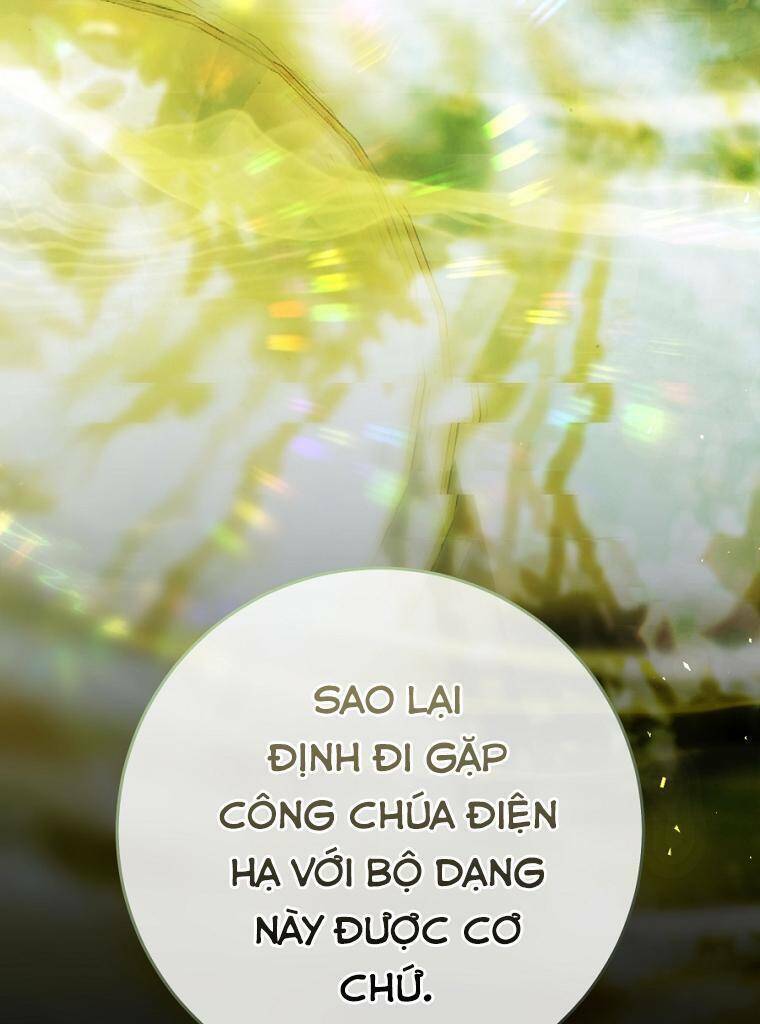 SAO LẠI
ĐỊNH ĐI GẶP
CÔNG CHÚA ĐIỆN
HẠ VỚI BỘ DẠNG
NÀY ĐƯỢC CƠ
CHỨ.